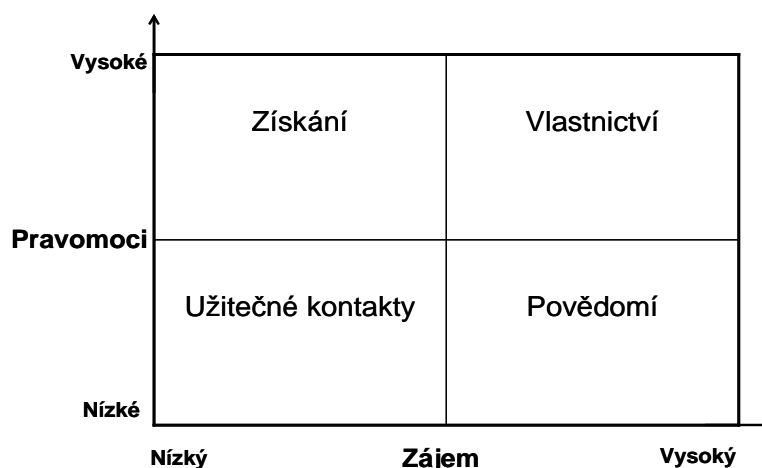 Vysoké
Získání Vlastnictví
Pravomoci
Užitečné kontakty Povědomí
Nízké
Nízký Zájem Vysoký